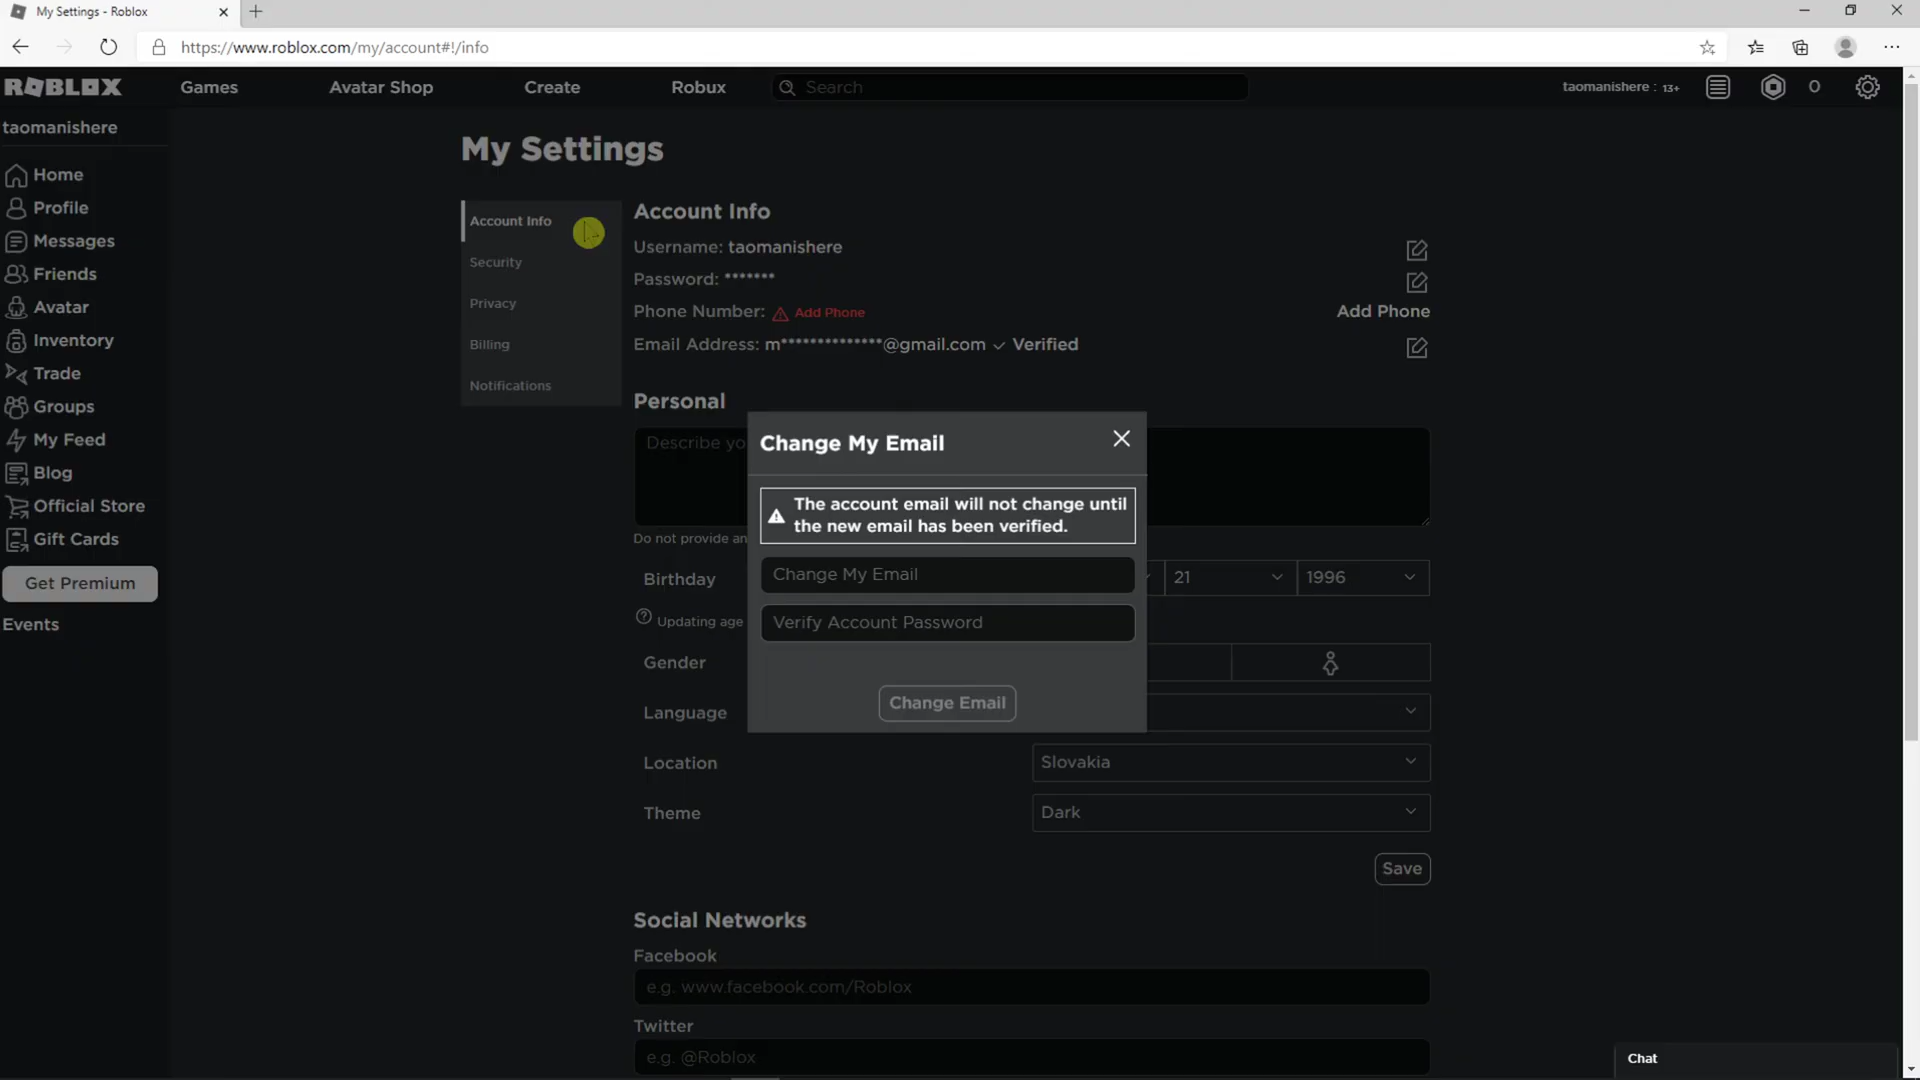 My Settings - Roblox
https://www.roblox.com/my/account#!/info
ROBLOX Games Avatar Shop Create Robux Search taomanishere : 13+ 0
taomanishere
Home
Profile
Messages
Friends
Avatar
Inventory
Trade
Groups
My Feed
Blog
Official Store
Gift Cards
Get Premium
Events
My Settings
Account Info
Security
Privacy
Billing
Notifications
Account Info
Username: taomanishere
Password: *******
Phone Number: Add Phone Add Phone
Email Address: m**************@gmail.com Verified
Personal
Describe yo
Do not provide an
Change My Email
The account email will not change until
the new email has been verified.
Change My Email
Verify Account Password
Change Email
Birthday 21 1996
Updating age
Gender
Language
Location Slovakia
Theme Dark
Save
Social Networks
Facebook
e.g. www.facebook.com/Roblox
Twitter
e.g. @Roblox
Chat